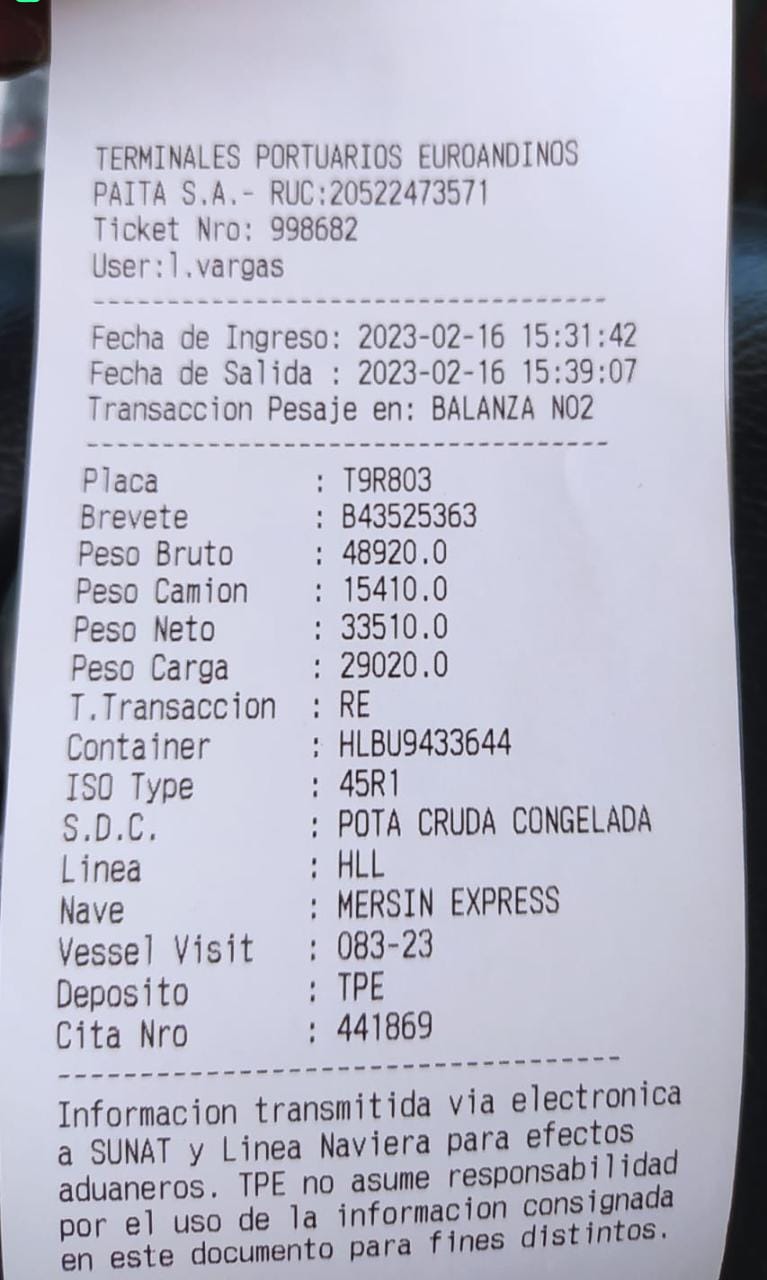 TERMINALES PORTUARIOS EUROANDINOS
PAITA S.A.- RUC:20522473571
Ticket Nro: 998682
User:l.vargas
----------------------------------
Fecha de Ingreso: 2023-02-16 15:31:42
Fecha de Salida : 2023-02-16 15:39:07
Transaccion Pesaje en: BALANZA NO2
----------------------------------
Placa : T9R803
Brevete : B43525363
Peso Bruto : 48920.0
Peso Camion : 15410.0
Peso Neto : 33510.0
Peso Carga : 29020.0
T.Transaccion : RE
Container : HLBU9433644
ISO Type : 45R1
S.D.C. : POTA CRUDA CONGELADA
Linea : HLL
Nave : MERSIN EXPRESS
Vessel Visit : 083-23
Deposito : TPE
Cita Nro : 441869
----------------------------------
Informacion transmitida via electronica
a SUNAT y Linea Naviera para efectos
aduaneros. TPE no asume responsabilidad
por el uso de la informacion consignada
en este documento para fines distintos.